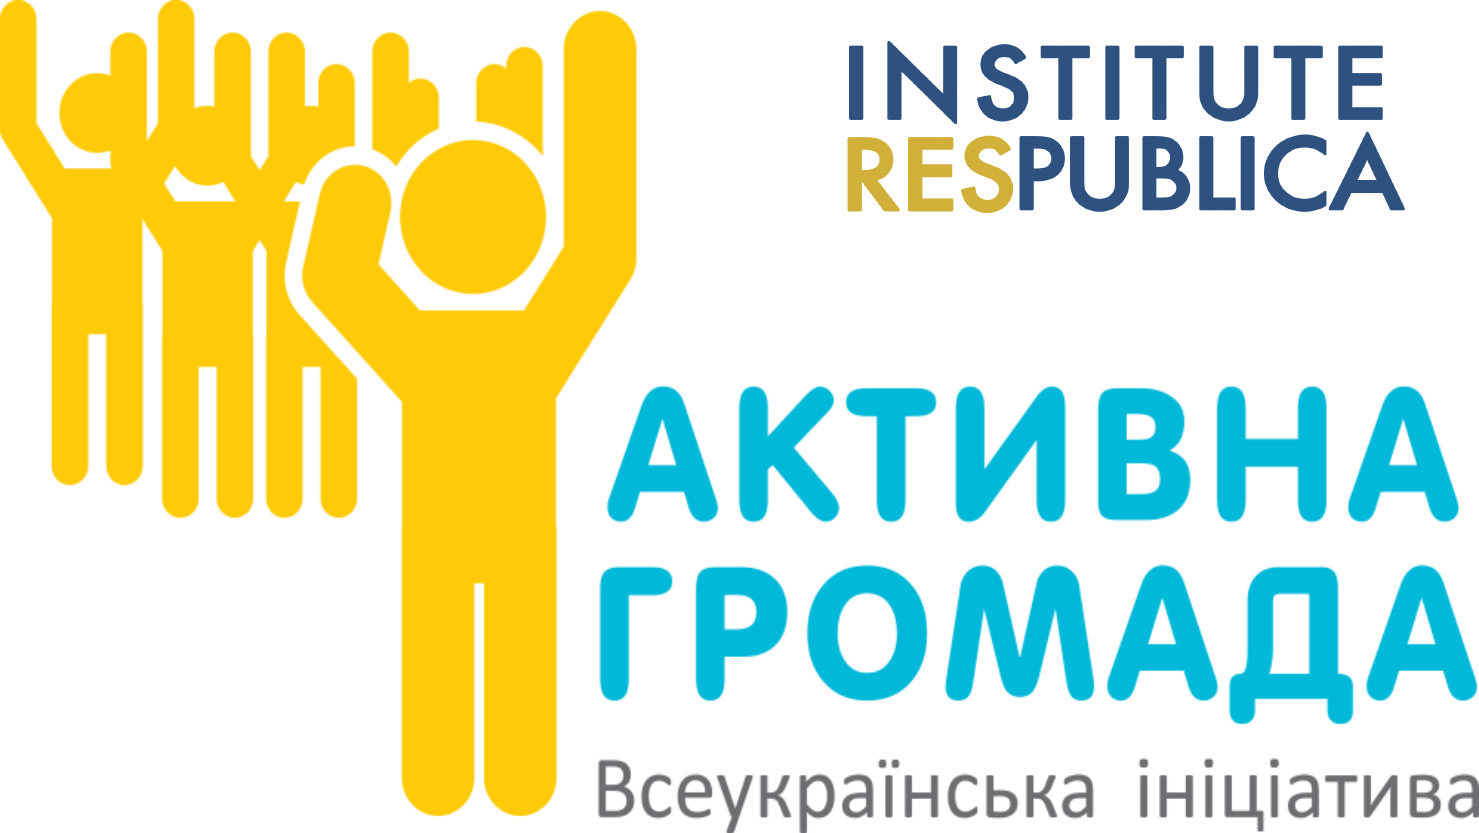 INSTITUTE
RESPUBLICA
АКТИВНА
ГРОМАДА
Всеукраїнська ініціатива